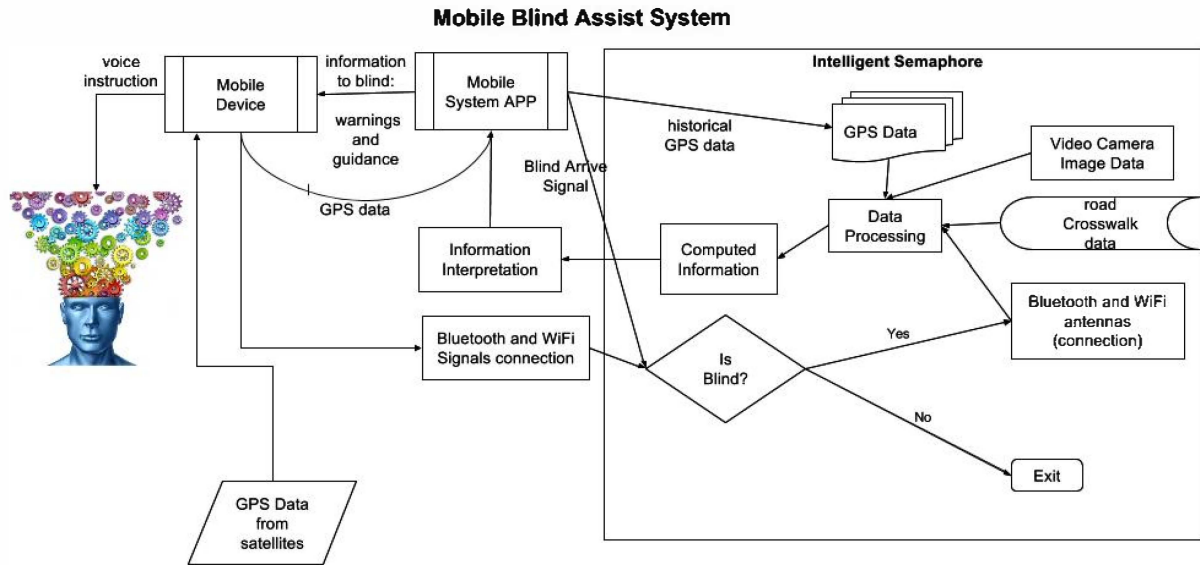 Mobile Blind Assist System
voice
instruction
Mobile
Device
information
to blind:
warnings
and
guidance
Mobile
System APP
GPS data
Blind Arrive
Signal
historical
GPS data
Intelligent Semaphore
GPS Data
Video Camera
Image Data
Data
Processing
road
Crosswalk
data
Information
Interpretation
Computed
Information
Bluetooth and WiFi
Signals connection
Is
Blind?
Yes
Bluetooth and WiFi
antennas
(connection)
No
Exit
GPS Data
from
satellites